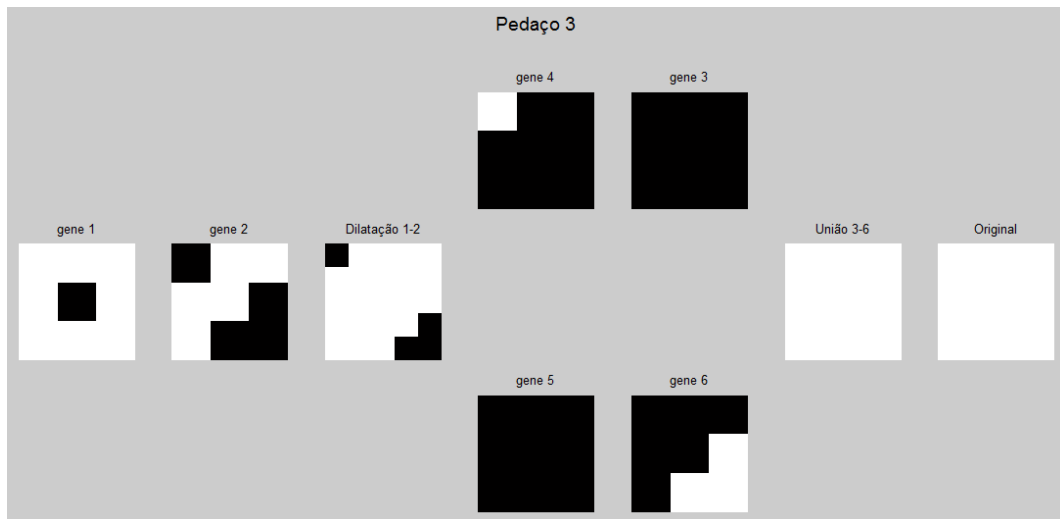 Pedaço 3
gene 4
gene 3
gene 1
gene 2
Dilatação 1-2
União 3-6
Original
gene 5
gene 6